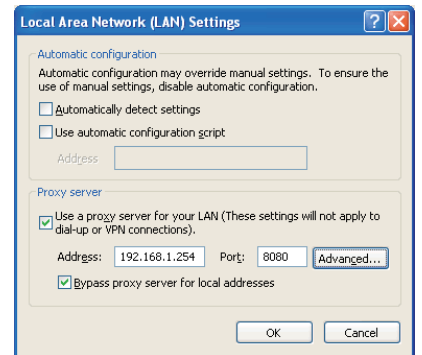 Local Area Network (LAN) Settings
Automatic configuration
Automatic configuration may override manual settings. To ensure the
use of manual settings, disable automatic configuration.
Automatically detect settings
Use automatic configuration script
Address
Proxy server
Use a proxy server for your LAN (These settings will not apply to
dial-up or VPN connections).
Address: 192.168.1.254 Port: 8080 Advanced...
Bypass proxy server for local addresses
OK Cancel